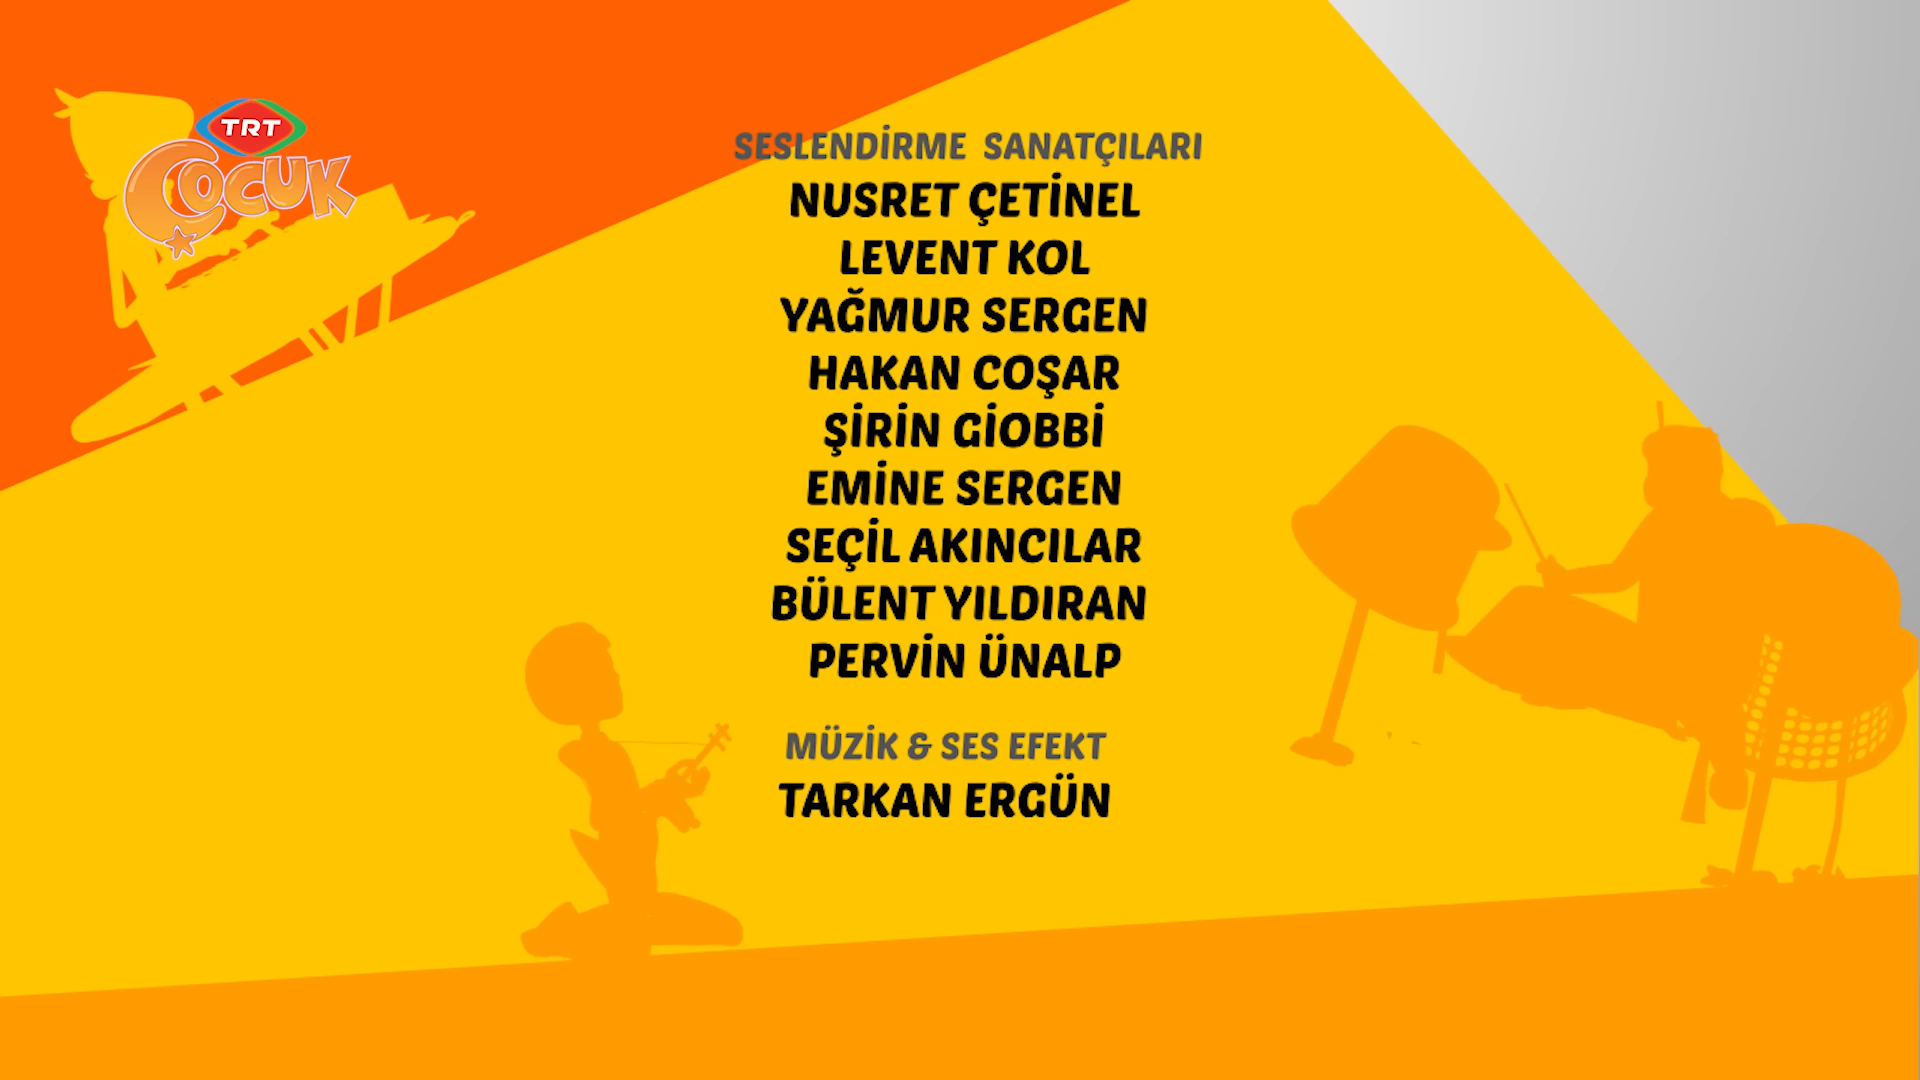 TRT
ÇOCUK
SESLENDİRME SANATÇILARI
NUSRET ÇETİNEL
LEVENT KOL
YAĞMUR SERGEN
HAKAN COŞAR
ŞİRİN GİOBBİ
EMİNE SERGEN
SEÇİL AKINCILAR
BÜLENT YILDIRAN
PERVİN ÜNALP
MÜZİK & SES EFEKT
TARKAN ERGÜN